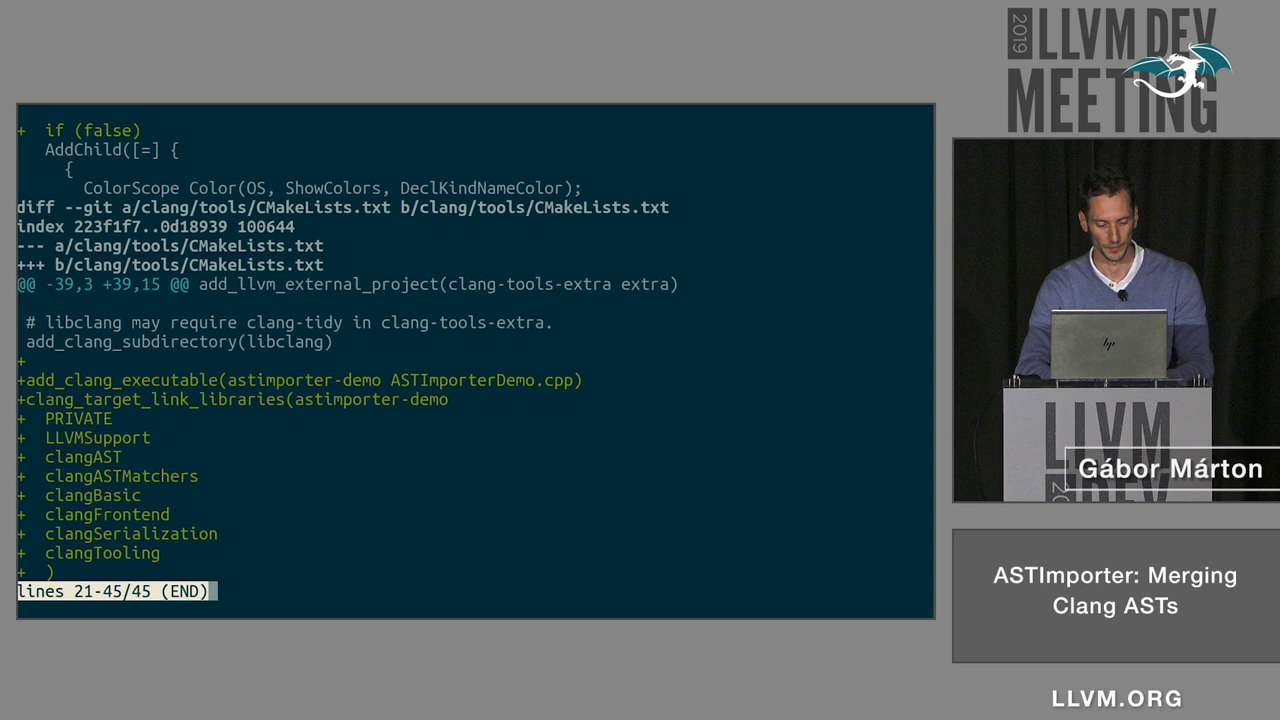 +  if (false)
   AddChild([=] {
     {
       ColorScope Color(OS, ShowColors, DeclKindNameColor);
diff --git a/clang/tools/CMakeLists.txt b/clang/tools/CMakeLists.txt
index 223f1f7..0d18939 100644
--- a/clang/tools/CMakeLists.txt
+++ b/clang/tools/CMakeLists.txt
@@ -39,3 +39,15 @@ add_llvm_external_project(clang-tools-extra extra)
 # libclang may require clang-tidy in clang-tools-extra.
 add_clang_subdirectory(libclang)
+
+add_clang_executable(astimporter-demo ASTImporterDemo.cpp)
+clang_target_link_libraries(astimporter-demo
+  PRIVATE
+  LLVMSupport
+  clangAST
+  clangASTMatchers
+  clangBasic
+  clangFrontend
+  clangSerialization
+  clangTooling
+  )
lines 21-45/45 (END)
2019 LLVM DEV
MEETING
hp
LLVM
Gábor Márton
ASTImporter: Merging
Clang ASTs
LLVM.ORG